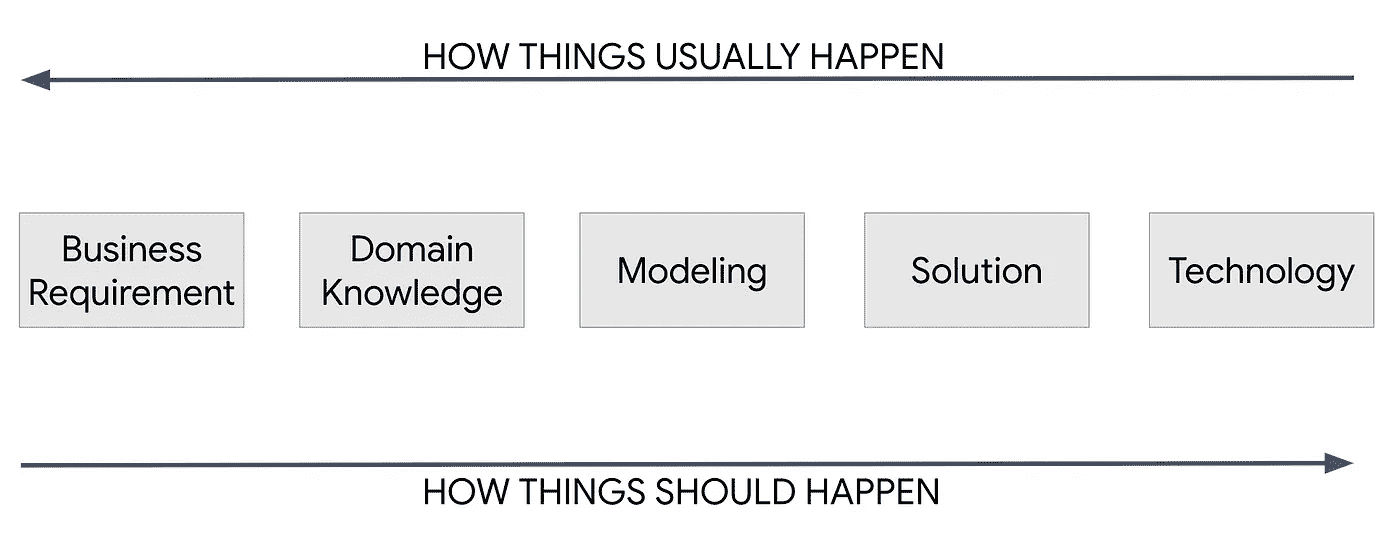 HOW THINGS USUALLY HAPPEN
Business
Requirement
Domain
Knowledge
Modeling
Solution
Technology
HOW THINGS SHOULD HAPPEN